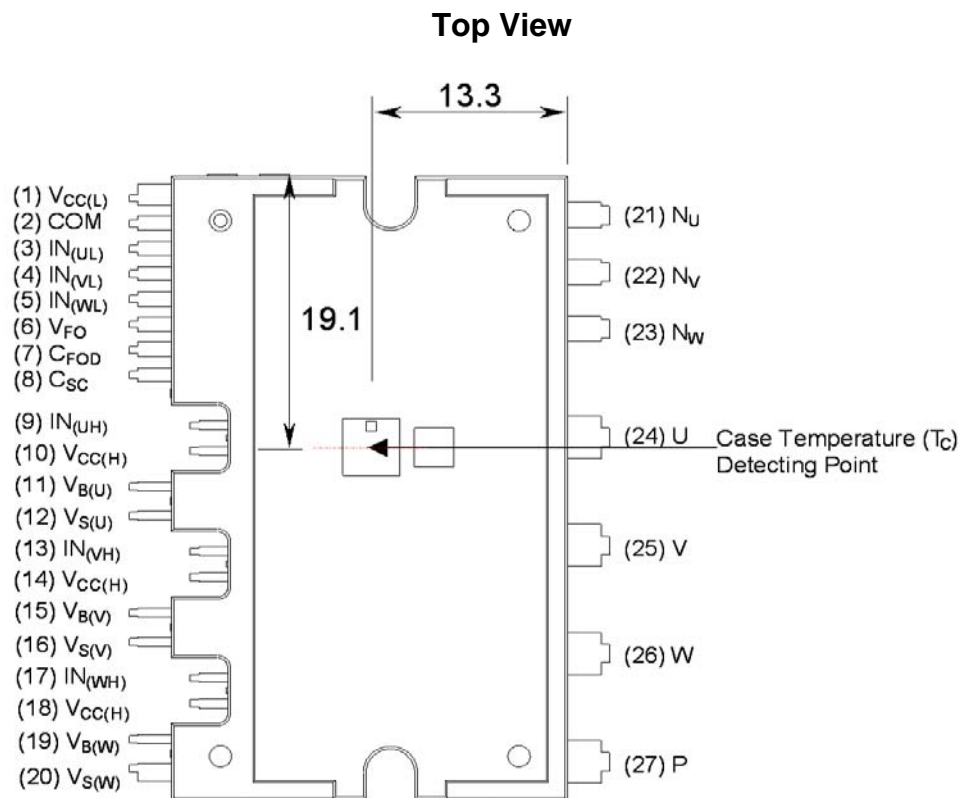 Top View
13.3
19.1
(1) VCC(L)
(2) COM
(3) IN(UL)
(4) IN(VL)
(5) IN(WL)
(6) VFO
(7) CFOD
(8) CSC
(9) IN(UH)
(10) VCC(H)
(11) VB(U)
(12) VS(U)
(13) IN(VH)
(14) VCC(H)
(15) VB(V)
(16) VS(V)
(17) IN(WH)
(18) VCC(H)
(19) VB(W)
(20) VS(W)
(21) NU
(22) NV
(23) NW
(24) U
(25) V
(26) W
(27) P
Case Temperature (TC)
Detecting Point